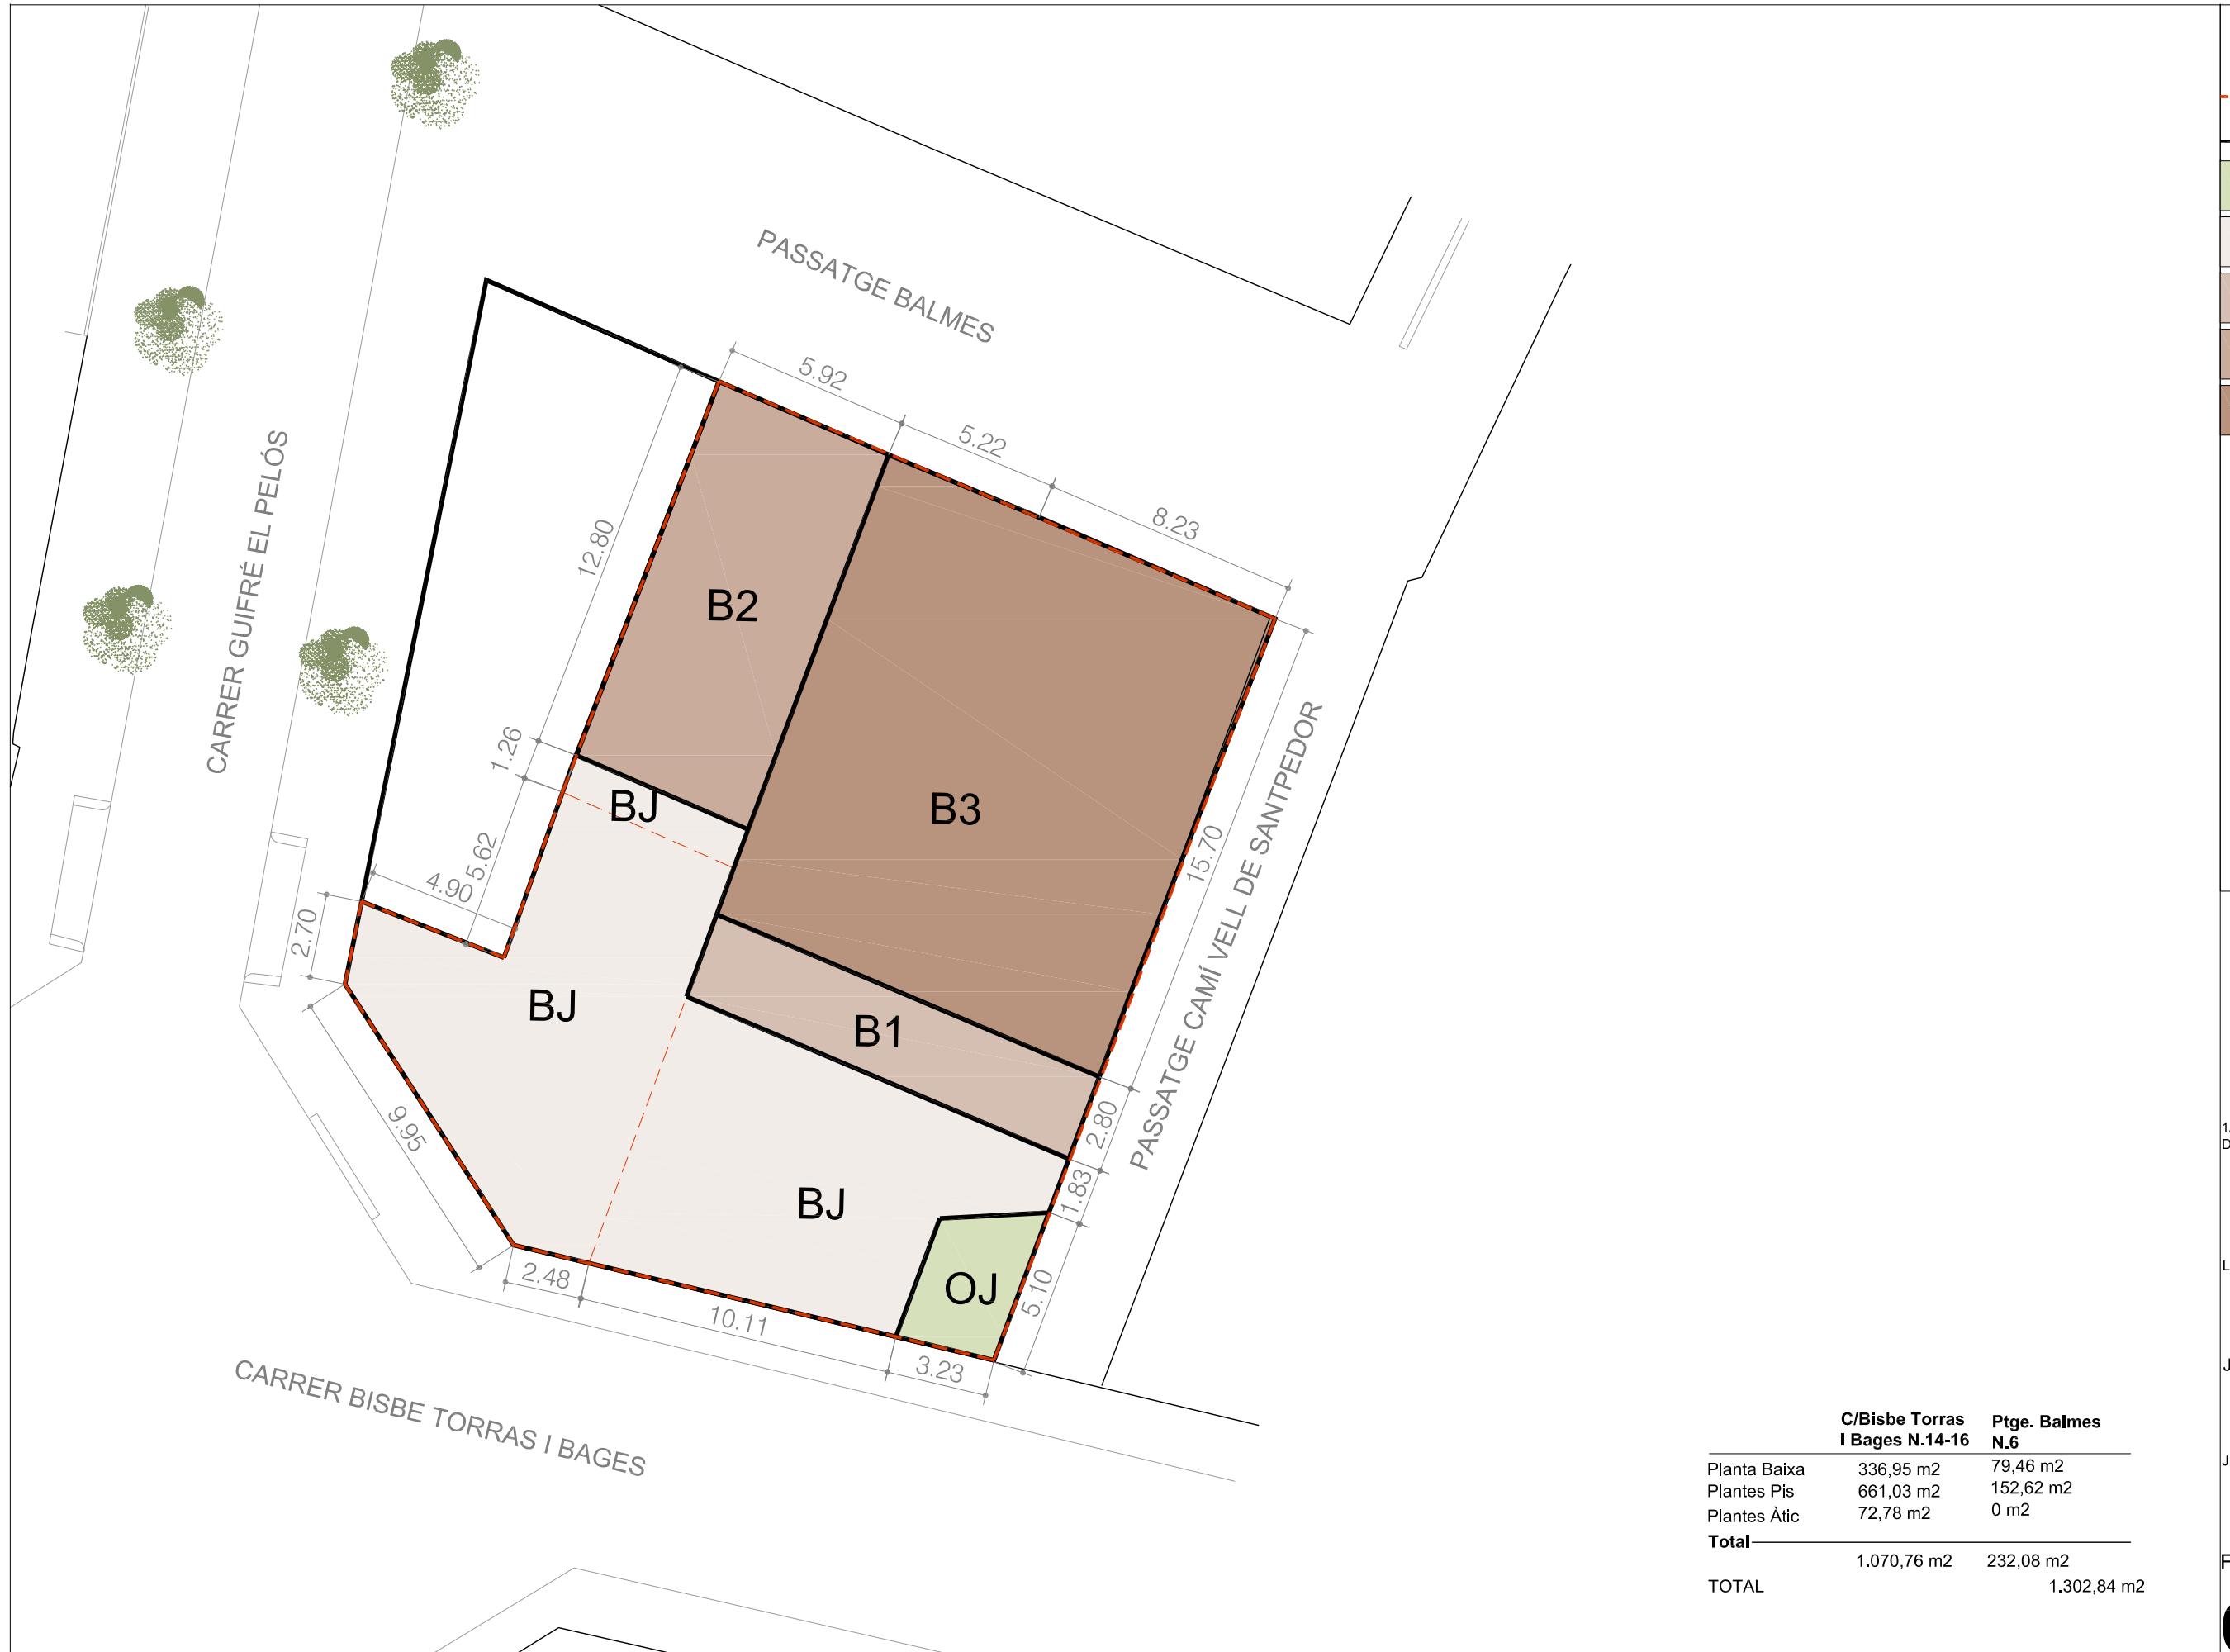 PASSATGE BALMES
5.92
5.22
8.23
12.80
CARRER GUIFRÉ EL PELÓS
B2
1.26
BJ
B3
PASSATGE CAMÍ VELL DE SANTPEDOR
15.70
5.62
4.90
2.70
BJ
B1
9.95
2.80
1.83
BJ
OJ
5.10
2.48
10.11
3.23
CARRER BISBE TORRAS I BAGES
C/Bisbe Torras Ptge. Balmes
i Bages N.14-16 N.6
Planta Baixa 336,95 m2 79,46 m2
Plantes Pis 661,03 m2 152,62 m2
Plantes Àtic 72,78 m2 0 m2
Total
1.070,76 m2 232,08 m2
TOTAL 1.302,84 m2